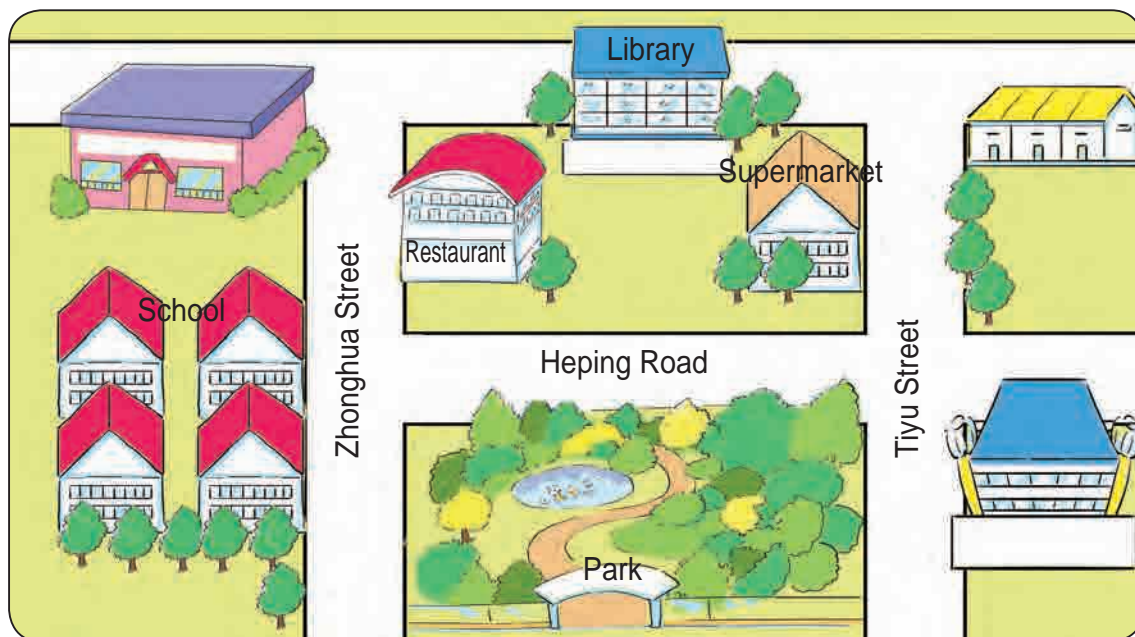 Library
Supermarket
Restaurant
School
Zhonghua Street
Heping Road
Tiyu Street
Park